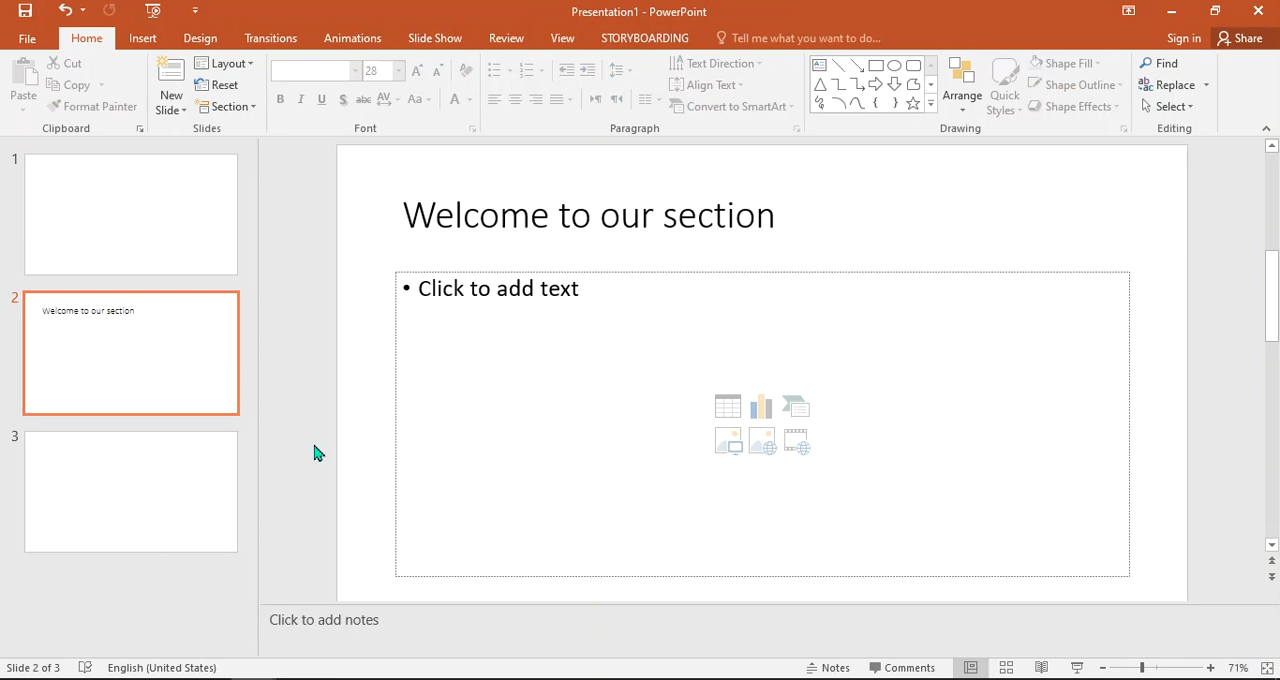 Presentation1 - PowerPoint
File Home Insert Design Transitions Animations Slide Show Review View STORYBOARDING Tell me what you want to do... Sign in Share
Paste
Cut
Copy
Format Painter
Clipboard
New Slide
Layout
Reset
Section
Slides
28
B I U S abc AV Aa A
Font
Text Direction
Align Text
Convert to SmartArt
Paragraph
Arrange
Quick Styles
Shape Fill
Shape Outline
Shape Effects
Drawing
Find
Replace
Select
Editing
1
2
Welcome to our section
3
Welcome to our section
• Click to add text
Click to add notes
Slide 2 of 3 English (United States) Notes Comments 71%